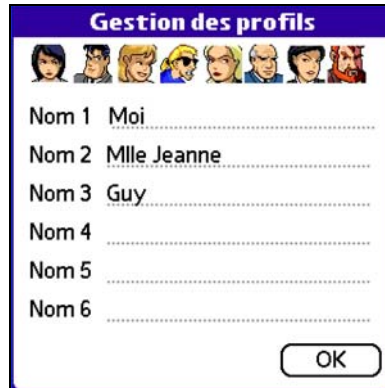 Gestion des profils
Nom 1 Moi
Nom 2 Mlle Jeanne
Nom 3 Guy
Nom 4
Nom 5
Nom 6
OK